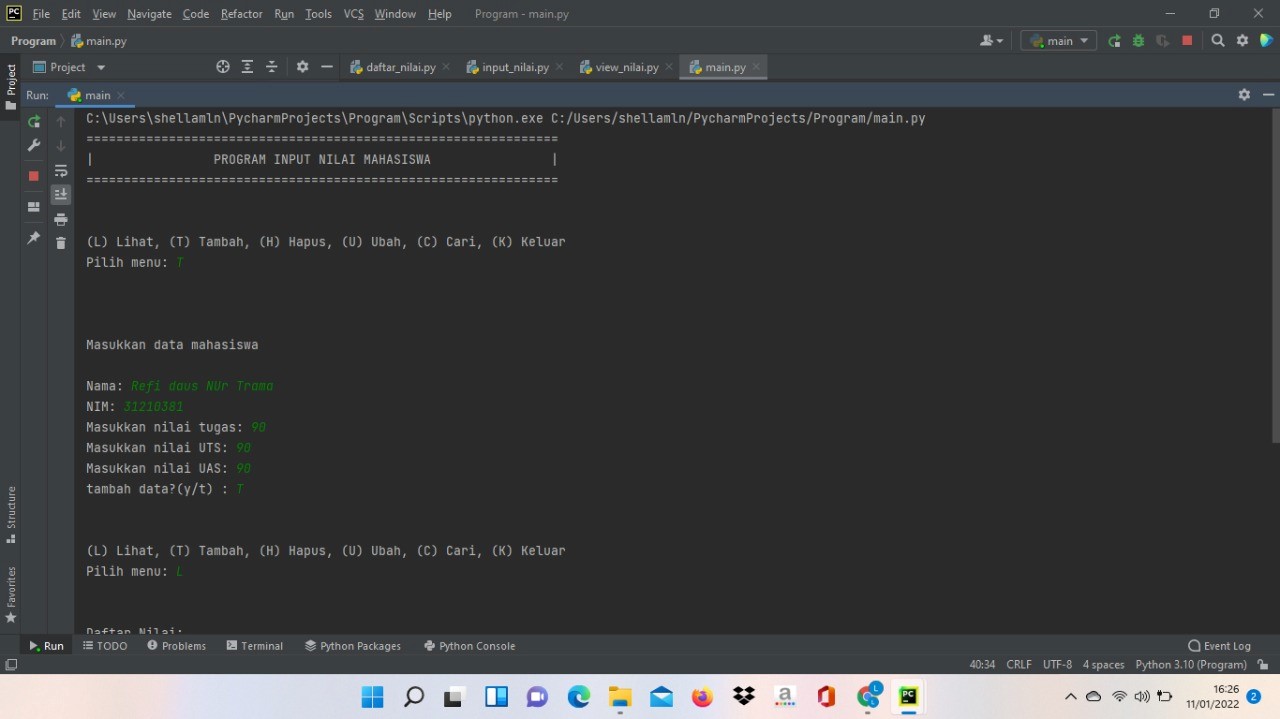 File Edit View Navigate Code Refactor Run Tools VCS Window Help Program - main.py
Program main.py main
Project daftar_nilai.py input_nilai.py view_nilai.py main.py
Project
Run: main
C:\Users\shellamln\PycharmProjects\Program\Scripts\python.exe C:/Users/shellamln/PycharmProjects/Program/main.py
===============================================================
| PROGRAM INPUT NILAI MAHASISWA |
===============================================================
(L) Lihat, (T) Tambah, (H) Hapus, (U) Ubah, (C) Cari, (K) Keluar
Pilih menu: T
Masukkan data mahasiswa
Nama: Refi daus NUr Trama
NIM: 31210381
Masukkan nilai tugas: 90
Masukkan nilai UTS: 90
Masukkan nilai UAS: 90
tambah data?(y/t) : T
(L) Lihat, (T) Tambah, (H) Hapus, (U) Ubah, (C) Cari, (K) Keluar
Pilih menu: L
Daftar Nilai:
Structure
Favorites
Run TODO Problems Terminal Python Packages Python Console Event Log
40:34 CRLF UTF-8 4 spaces Python 3.10 (Program)
16:26
11/01/2022
2